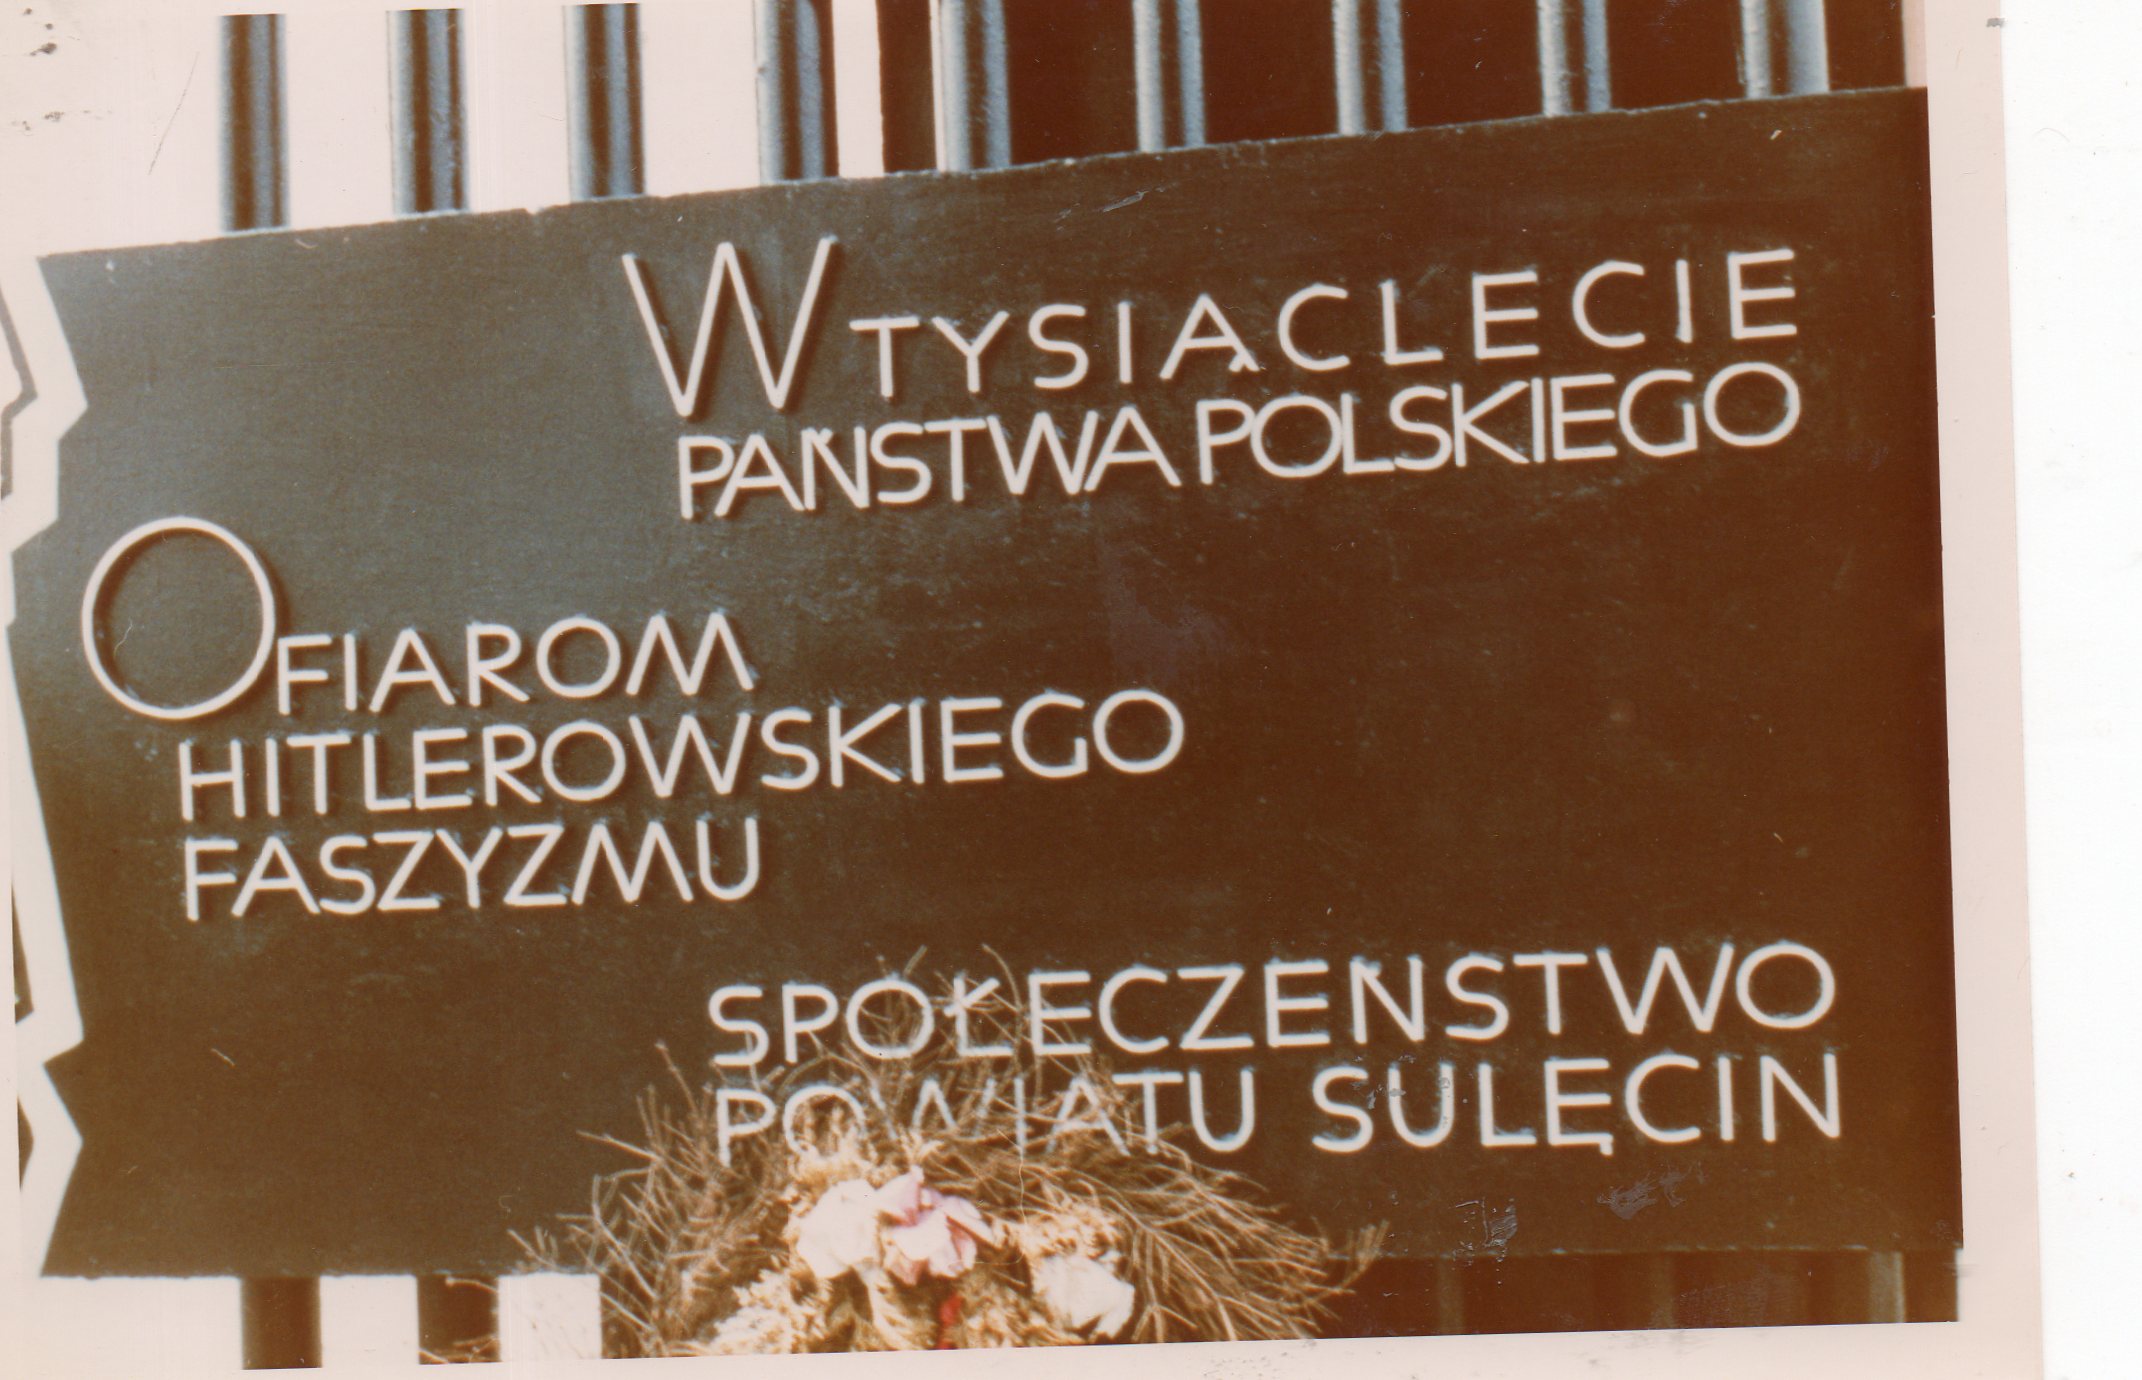 W TYSIĄCLECIE
PAŃSTWA POLSKIEGO
OFIAROM
HITLEROWSKIEGO
FASZYZMU
SPOŁECZEŃSTWO
POWIATU SULĘCIN